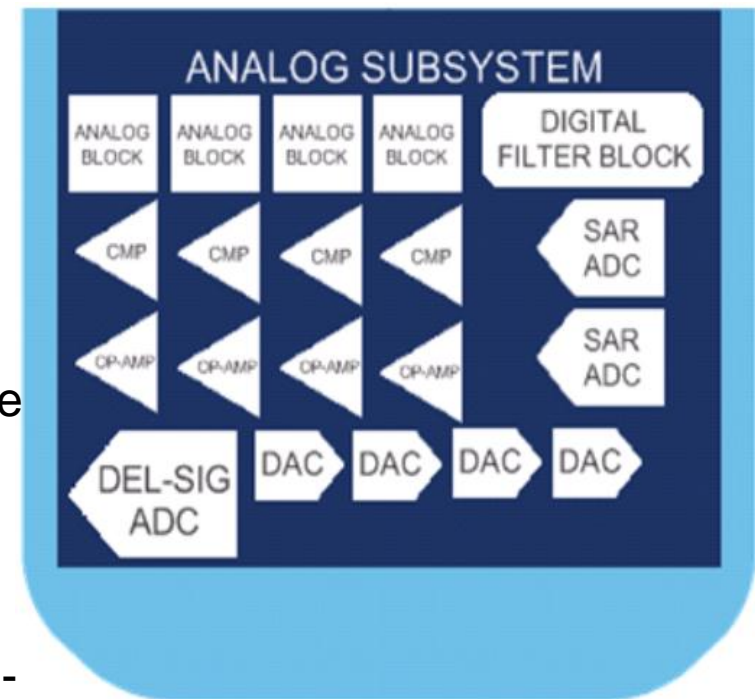 ANALOG SUBSYSTEM
ANALOG
BLOCK
ANALOG
BLOCK
ANALOG
BLOCK
ANALOG
BLOCK
DIGITAL
FILTER BLOCK
CMP
CMP
CMP
CMP
SAR
ADC
OP-AMP
OP-AMP
OP-AMP
OP-AMP
SAR
ADC
e
DEL-SIG
ADC
DAC
DAC
DAC
DAC
-